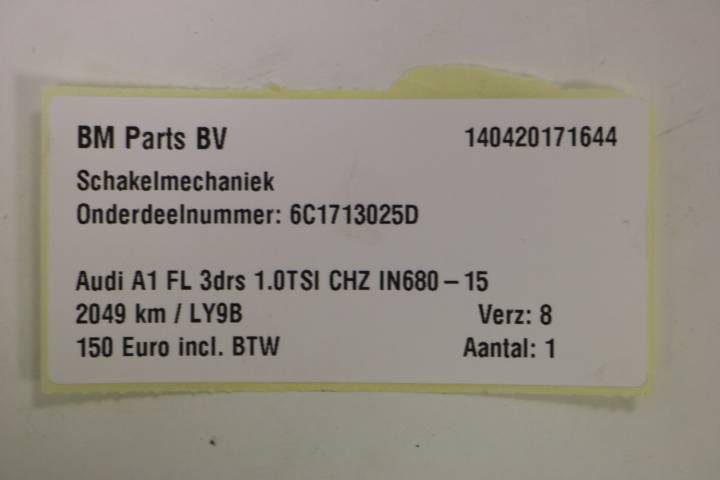 BM Parts BV 140420171644
Schakelmechaniek
Onderdeelnummer: 6C1713025D
Audi A1 FL 3drs 1.0TSI CHZ IN680-15
2049 km / LY9B Verz: 8
150 Euro incl. BTW Aantal: 1